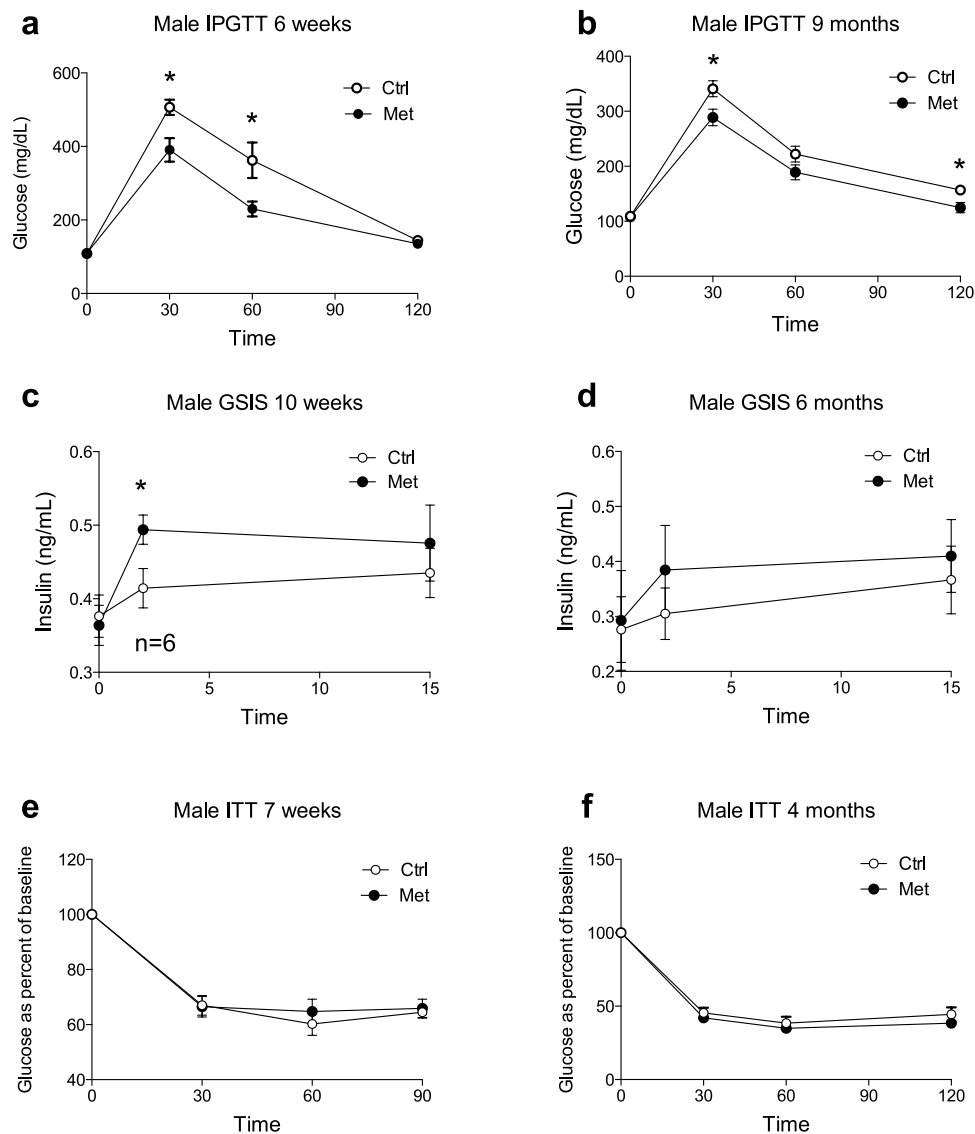 a
Male IPGTT 6 weeks
*
*
Ctrl
Met
Glucose (mg/dL)
600
400
200
0
0 30 60 90 120
Time
b
Male IPGTT 9 months
*
*
Ctrl
Met
Glucose (mg/dL)
400
300
200
100
0
0 30 60 90 120
Time
c
Male GSIS 10 weeks
*
Ctrl
Met
Insulin (ng/mL)
0.6
0.5
0.4
0.3
n=6
0 5 10 15
Time
d
Male GSIS 6 months
Ctrl
Met
Insulin (ng/mL)
0.6
0.5
0.4
0.3
0.2
0 5 10 15
Time
e
Male ITT 7 weeks
Ctrl
Met
Glucose as percent of baseline
120
100
80
60
40
0 30 60 90
Time
f
Male ITT 4 months
Ctrl
Met
Glucose as percent of baseline
150
100
50
0
0 30 60 90 120
Time